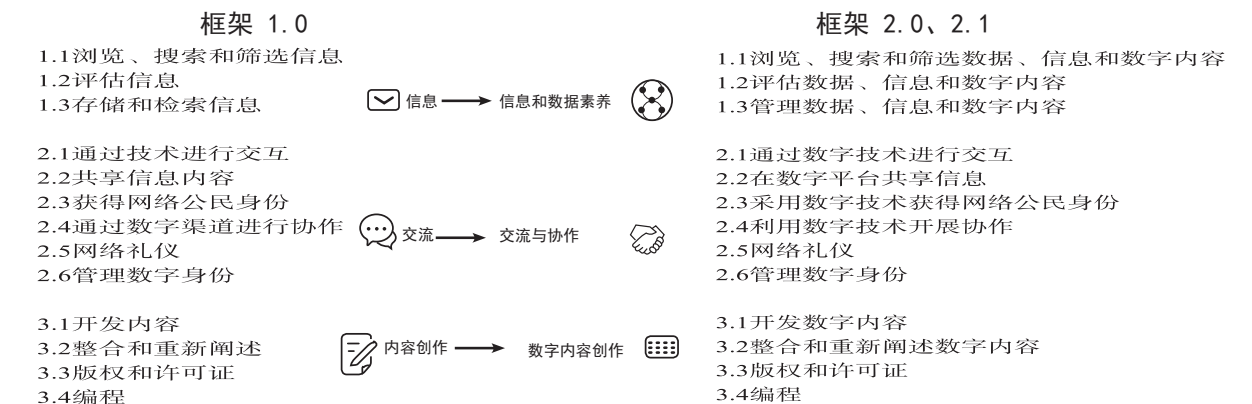 框架 1.0
1.1浏览、搜索和筛选信息
1.2评估信息
1.3存储和检索信息
信息
信息和数据素养
2.1通过技术进行交互
2.2共享信息内容
2.3获得网络公民身份
2.4通过数字渠道进行协作
2.5网络礼仪
2.6管理数字身份
交流
交流与协作
3.1开发内容
3.2整合和重新阐述
3.3版权和许可证
3.4编程
内容创作
数字内容创作
框架 2.0、2.1
1.1浏览、搜索和筛选数据、信息和数字内容
1.2评估数据、信息和数字内容
1.3管理数据、信息和数字内容
2.1通过数字技术进行交互
2.2在数字平台共享信息
2.3采用数字技术获得网络公民身份
2.4利用数字技术开展协作
2.5网络礼仪
2.6管理数字身份
3.1开发数字内容
3.2整合和重新阐述数字内容
3.3版权和许可证
3.4编程